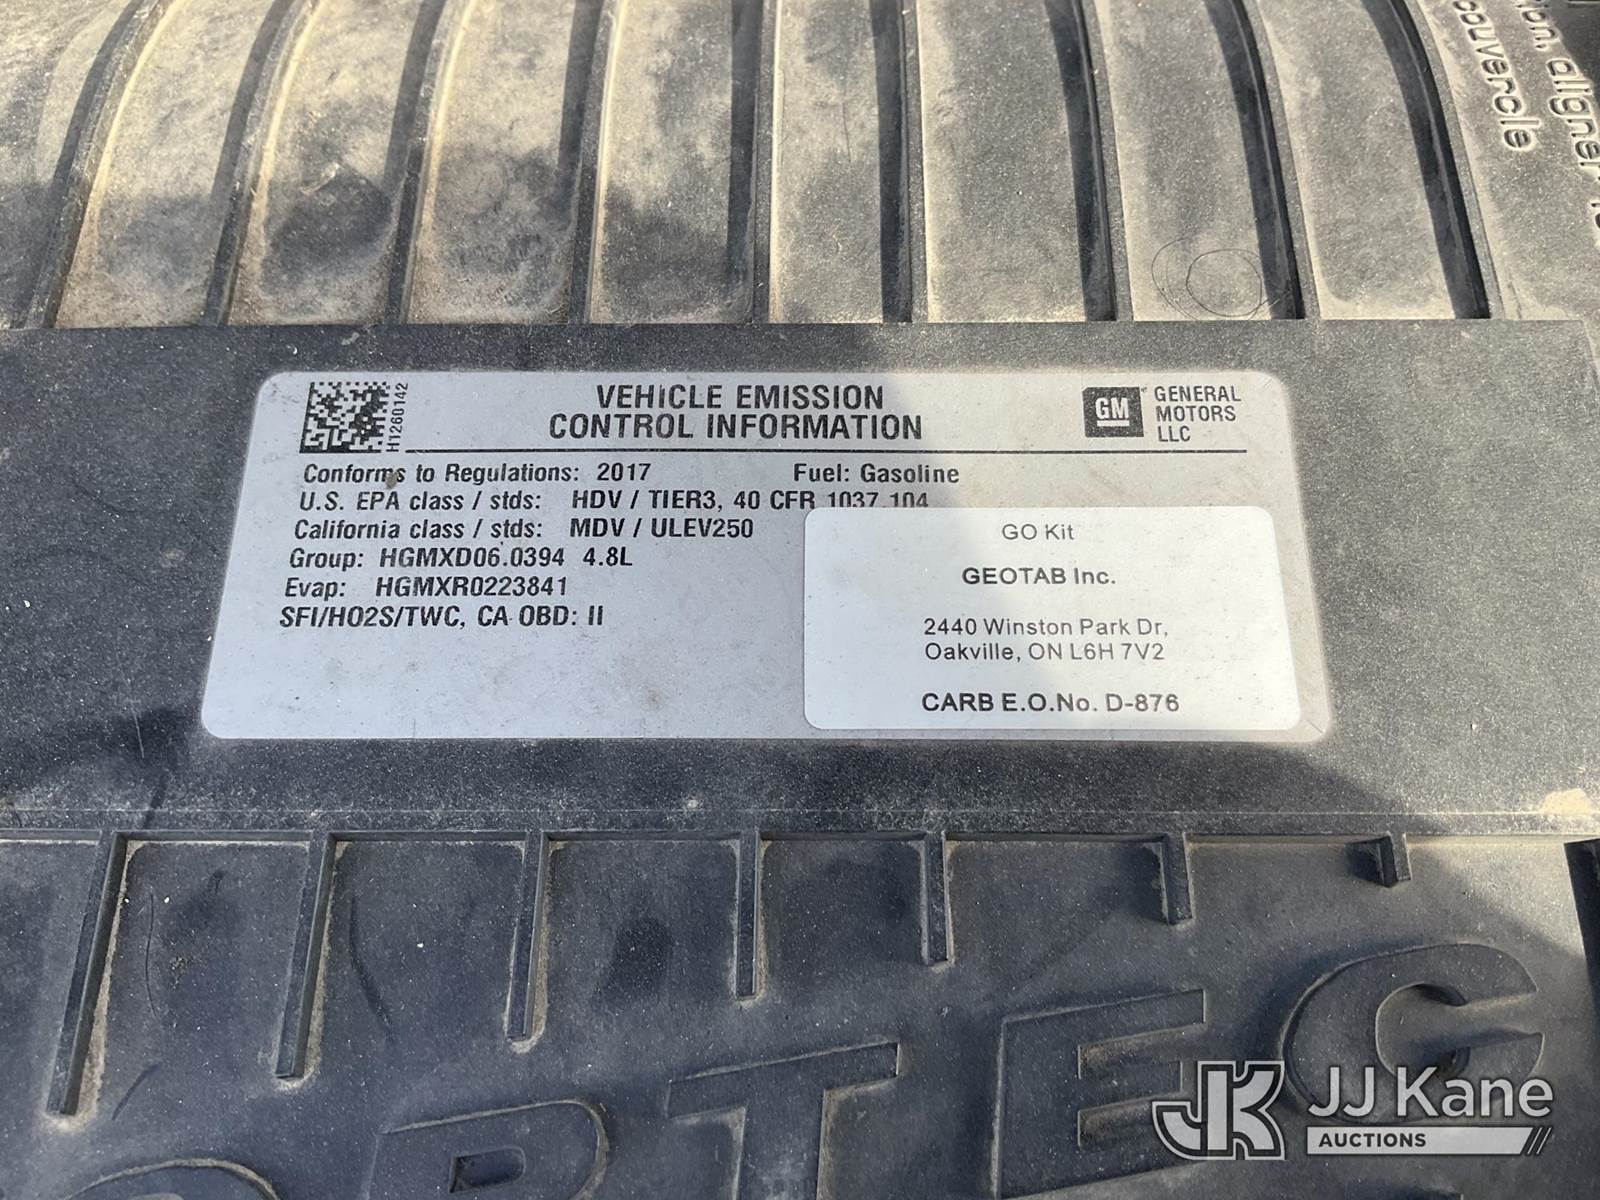 couvercle
aligner
VEHICLE EMISSION
CONTROL INFORMATION
H1260142
GM
GENERAL
MOTORS
LLC
Conforms to Regulations: 2017 Fuel: Gasoline
U.S. EPA class / stds: HDV / TIER3, 40 CFR 1037.104
California class / stds: MDV / ULEV250
Group: HGMXD06.0394 4.8L
Evap: HGMXR0223841
SFI/HO2S/TWC, CA OBD: II
GO Kit
GEOTAB Inc.
2440 Winston Park Dr,
Oakville, ON L6H 7V2
CARB E.O.No. D-876
ORTEC
JK JJ Kane
AUCTIONS